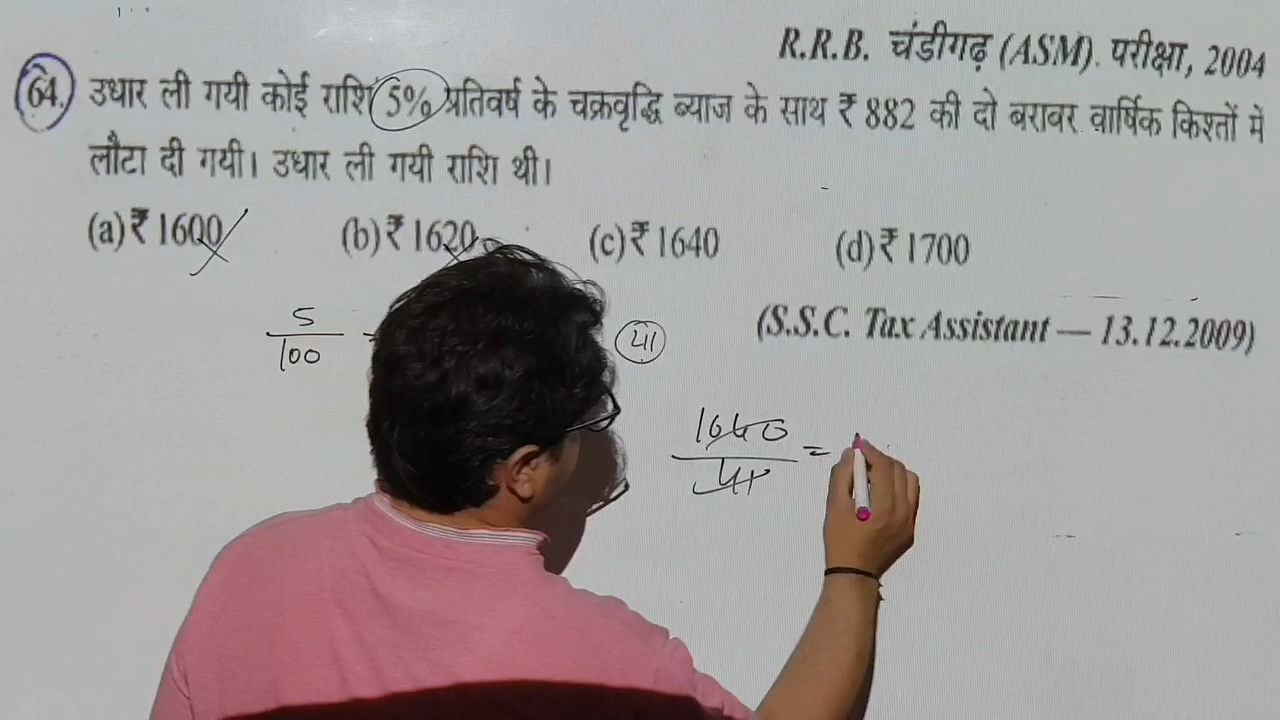 R.R.B. चंडीगढ़ (ASM). परीक्षा, 2004
64. उधार ली गयी कोई राशि 5% प्रतिवर्ष के चक्रवृद्धि ब्याज के साथ ₹ 882 की दो बराबर वार्षिक किश्तों में
लौटा दी गयी। उधार ली गयी राशि थी।
(a) ₹ 1600 (b) ₹ 1620 (c) ₹ 1640 (d) ₹ 1700
(S.S.C. Tax Assistant — 13.12.2009)
5/100 41
1640/41 =